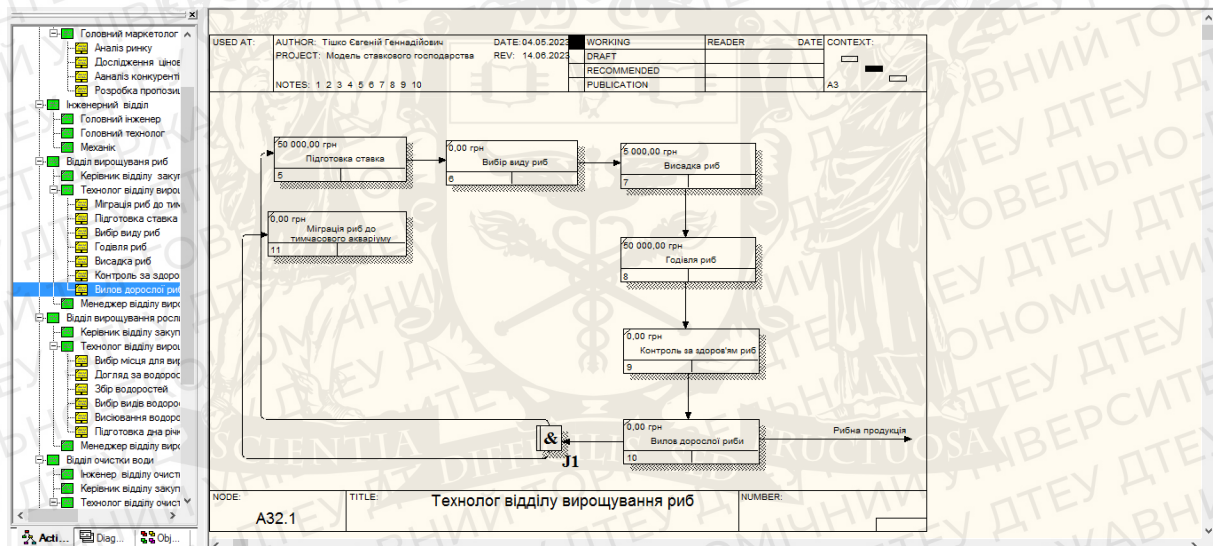 Головний маркетолог
Аналіз ринку
Дослідження цінов
Ааналіз конкуренті
Розробка пропозиц
Інженерний відділ
Головний інженер
Головний технолог
Механік
Відділ вирощуваня риб
Керівник відділу закуп
Технолог відділу вирощ
Міграція риб до тим
Підготовка ставка
Вибір виду риб
Годівля риб
Висадка риб
Контроль за здоро
Вилов дорослої риб
Менеджер відділу виро
Відділ вирощування росли
Керівник відділу закуп
Технолог відділу вирощ
Вибір місця для вир
Догляд за водорос
Збір водоростей
Вибір видів водоро
Висіювання водоро
Підготовка дна річк
Менеджер відділу виро
Відділ очистки води
Інженер відділу очист
Керівник відділу закуп
Технолог відділу очист
Acti... Diag... Obj...
USED AT: AUTHOR: Тішко Євгеній Геннадійович DATE: 04.05.2023 WORKING READER DATE CONTEXT:
PROJECT: Модель ставкового господарства REV: 14.06.2023 DRAFT
RECOMMENDED
NOTES: 1 2 3 4 5 6 7 8 9 10 PUBLICATION A3
50 000,00 грн
Підготовка ставка
5
0,00 грн
Вибір виду риб
6
5 000,00 грн
Висадка риб
7
0,00 грн
Міграція риб до
тимчасового акваріуму
11
50 000,00 грн
Годівля риб
8
0,00 грн
Контроль за здоров'ям риб
9
0,00 грн
Вилов дорослої риби
10
Рибна продукція
&
J1
NODE: TITLE: Технолог відділу вирощування риб NUMBER:
A32.1